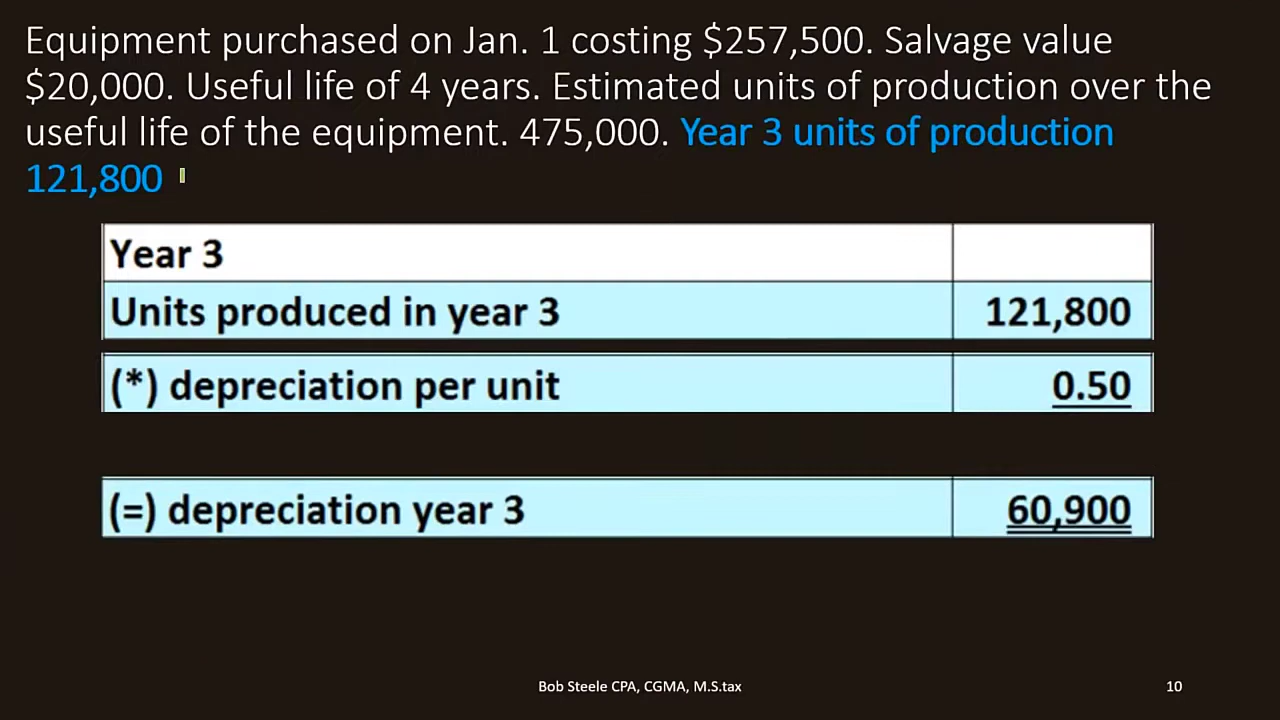 Equipment purchased on Jan. 1 costing $257,500. Salvage value
$20,000. Useful life of 4 years. Estimated units of production over the
useful life of the equipment. 475,000. Year 3 units of production
121,800
Year 3
Units produced in year 3 121,800
(*) depreciation per unit 0.50
(=) depreciation year 3 60,900
Bob Steele CPA, CGMA, M.S.tax 10